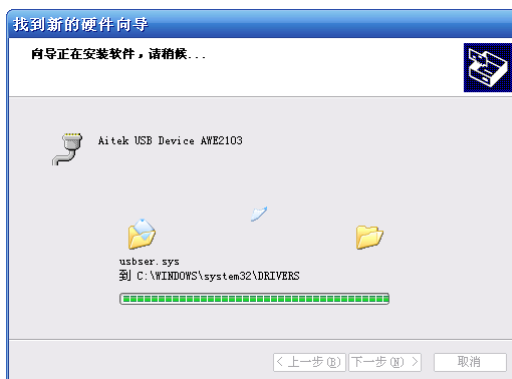 找到新的硬件向导
向导正在安装软件，请稍候...
Aitek USB Device AWE2103
usbser.sys
到 C:\WINDOWS\system32\DRIVERS
< 上一步(B) 下一步(N) > 取消